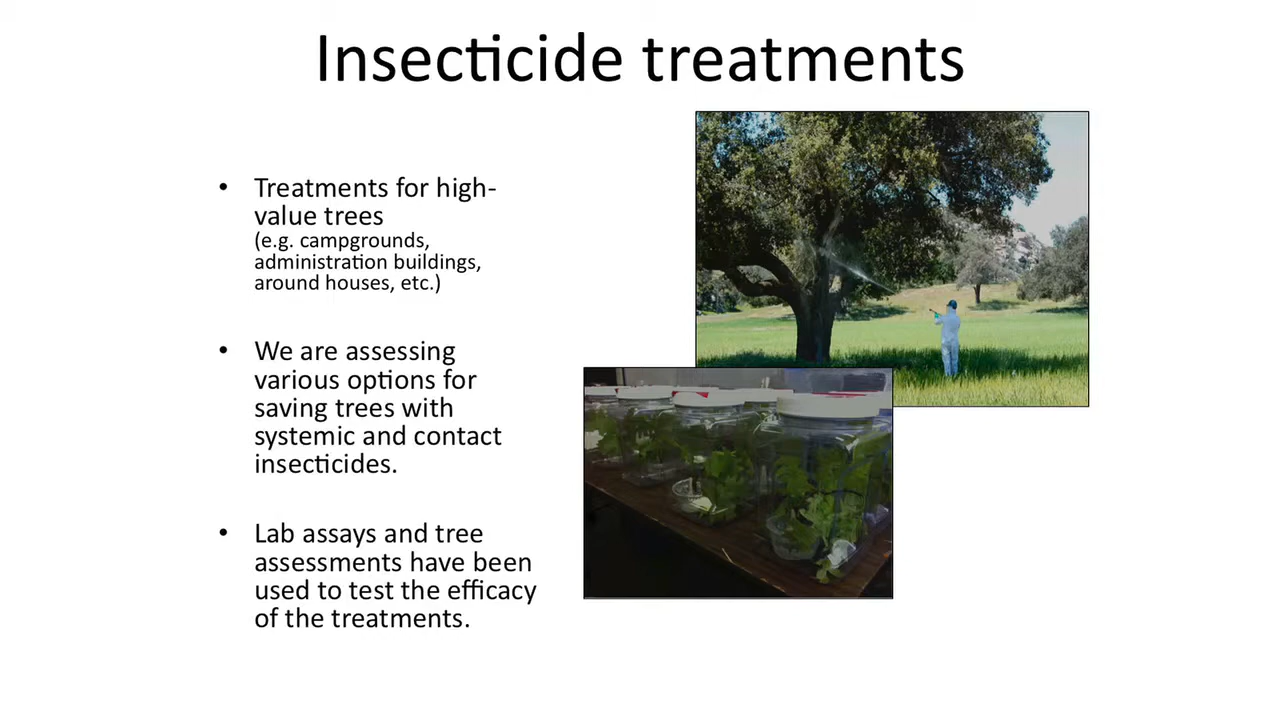 Insecticide treatments
• Treatments for high-
value trees
(e.g. campgrounds,
administration buildings,
around houses, etc.)
• We are assessing
various options for
saving trees with
systemic and contact
insecticides.
• Lab assays and tree
assessments have been
used to test the efficacy
of the treatments.